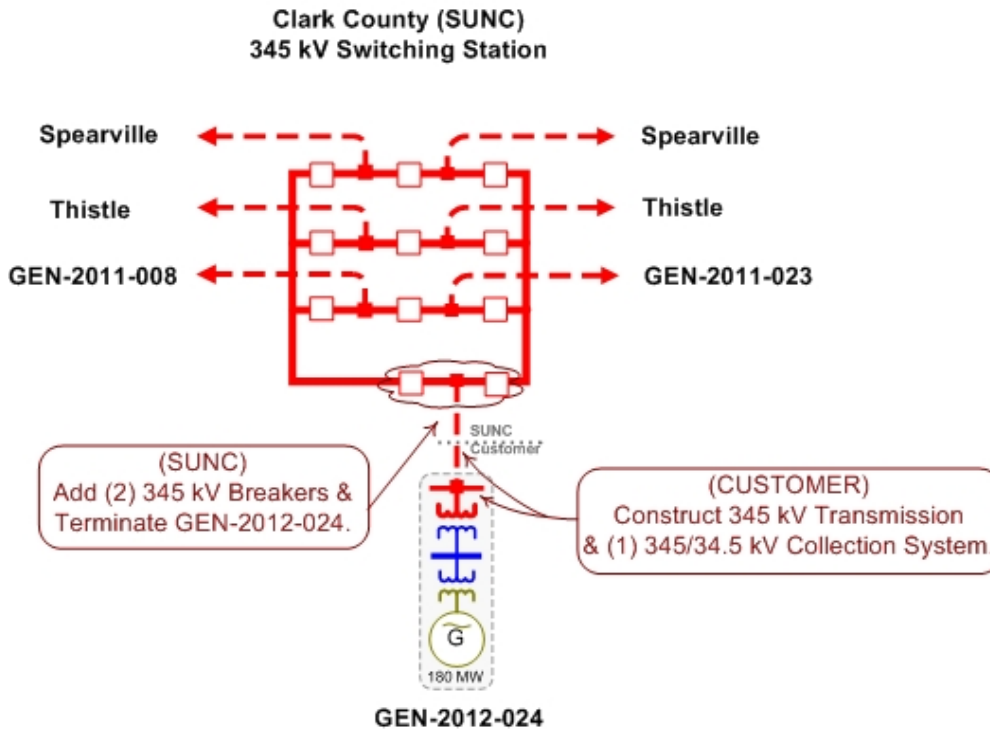 Clark County (SUNC)
345 kV Switching Station
Spearville
Spearville
Thistle
Thistle
GEN-2011-008
GEN-2011-023
SUNC
Customer
(SUNC)
Add (2) 345 kV Breakers &
Terminate GEN-2012-024.
(CUSTOMER)
Construct 345 kV Transmission
& (1) 345/34.5 kV Collection System.
G
180 MW
GEN-2012-024